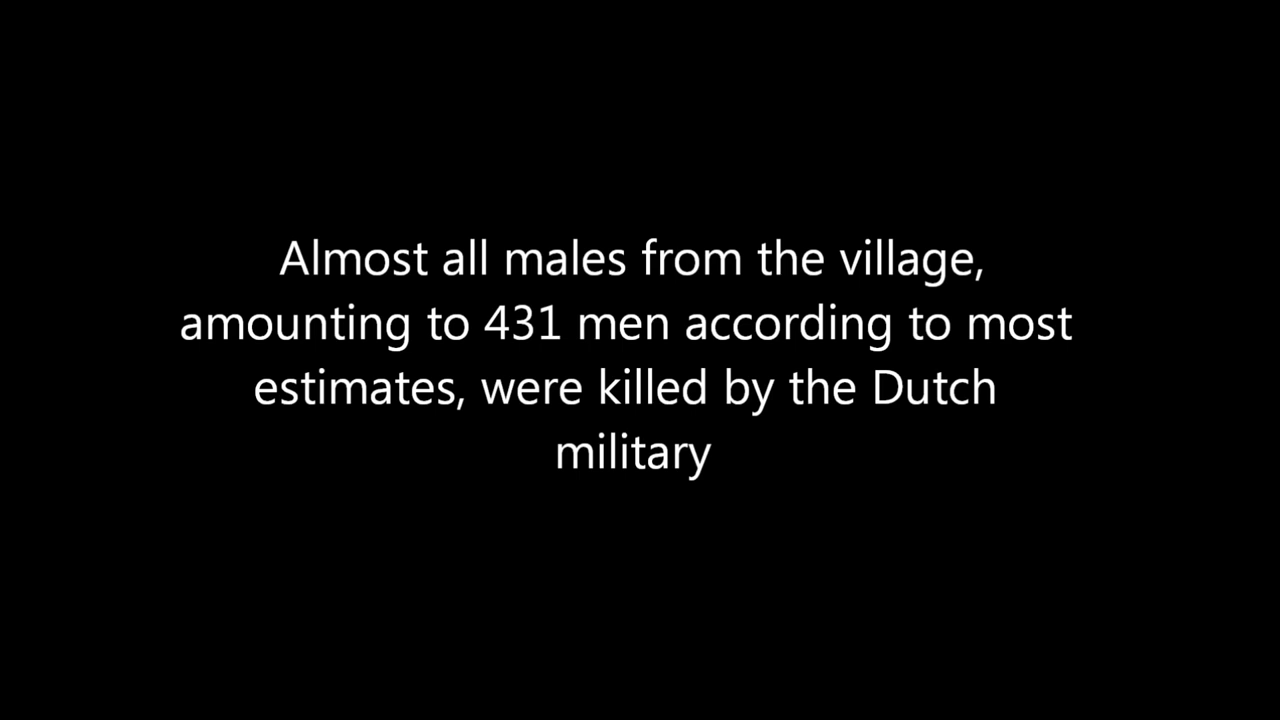 Almost all males from the village,
amounting to 431 men according to most
estimates, were killed by the Dutch
military